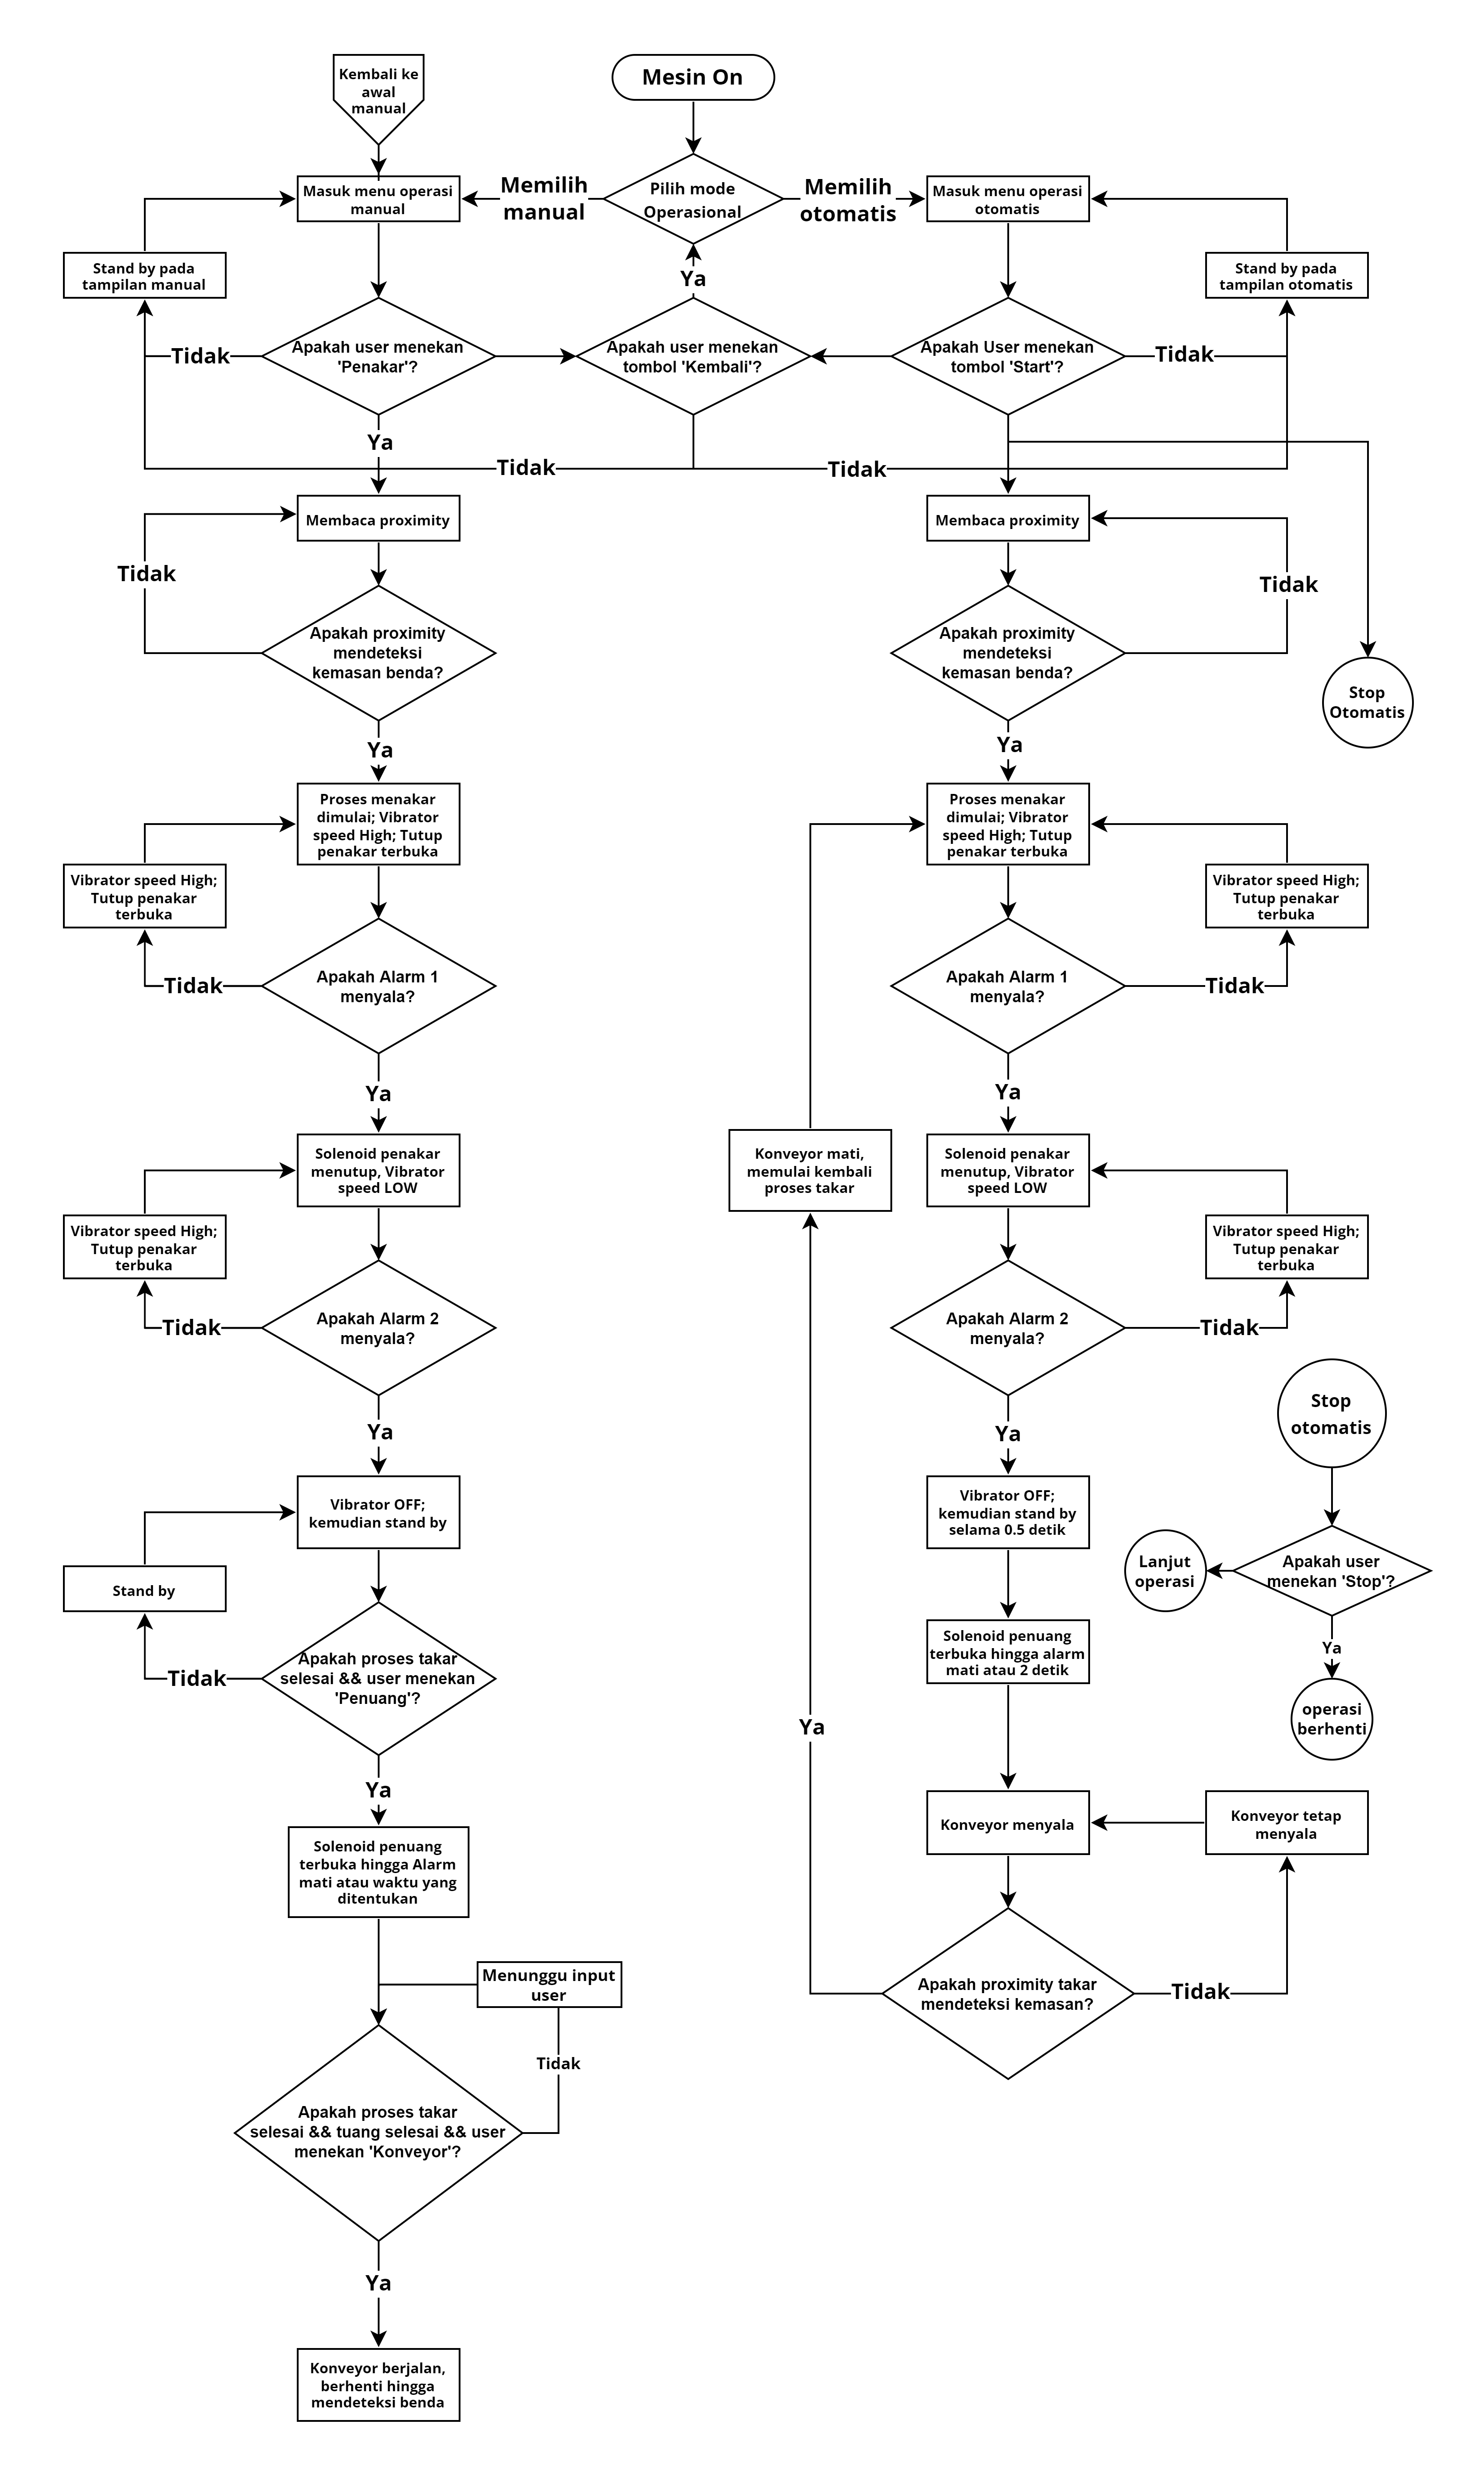 Kembali ke
awal
manual
Mesin On
Masuk menu operasi
manual
Memilih
manual
Pilih mode
Operasional
Memilih
otomatis
Masuk menu operasi
otomatis
Stand by pada
tampilan manual
Ya
Stand by pada
tampilan otomatis
Tidak
Apakah user menekan
'Penakar'?
Apakah user menekan
tombol 'Kembali'?
Apakah User menekan
tombol 'Start'?
Tidak
Ya
Tidak
Tidak
Membaca proximity
Membaca proximity
Tidak
Tidak
Apakah proximity
mendeteksi
kemasan benda?
Apakah proximity
mendeteksi
kemasan benda?
Stop
Otomatis
Ya
Ya
Proses menakar
dimulai; Vibrator
speed High; Tutup
penakar terbuka
Proses menakar
dimulai; Vibrator
speed High; Tutup
penakar terbuka
Vibrator speed High;
Tutup penakar
terbuka
Vibrator speed High;
Tutup penakar
terbuka
Tidak
Apakah Alarm 1
menyala?
Apakah Alarm 1
menyala?
Tidak
Ya
Ya
Solenoid penakar
menutup, Vibrator
speed LOW
Konveyor mati,
memulai kembali
proses takar
Solenoid penakar
menutup, Vibrator
speed LOW
Vibrator speed High;
Tutup penakar
terbuka
Vibrator speed High;
Tutup penakar
terbuka
Tidak
Apakah Alarm 2
menyala?
Apakah Alarm 2
menyala?
Tidak
Stop
otomatis
Ya
Ya
Vibrator OFF;
kemudian stand by
Vibrator OFF;
kemudian stand by
selama 0.5 detik
Stand by
Lanjut
operasi
Apakah user
menekan 'Stop'?
Tidak
Apakah proses takar
selesai && user menekan
'Penuang'?
Solenoid penuang
terbuka hingga alarm
mati atau 2 detik
Ya
operasi
berhenti
Ya
Ya
Solenoid penuang
terbuka hingga Alarm
mati atau waktu yang
ditentukan
Konveyor menyala
Konveyor tetap
menyala
Menunggu input
user
Apakah proximity takar
mendeteksi kemasan?
Tidak
Tidak
Apakah proses takar
selesai && tuang selesai && user
menekan 'Konveyor'?
Ya
Konveyor berjalan,
berhenti hingga
mendeteksi benda